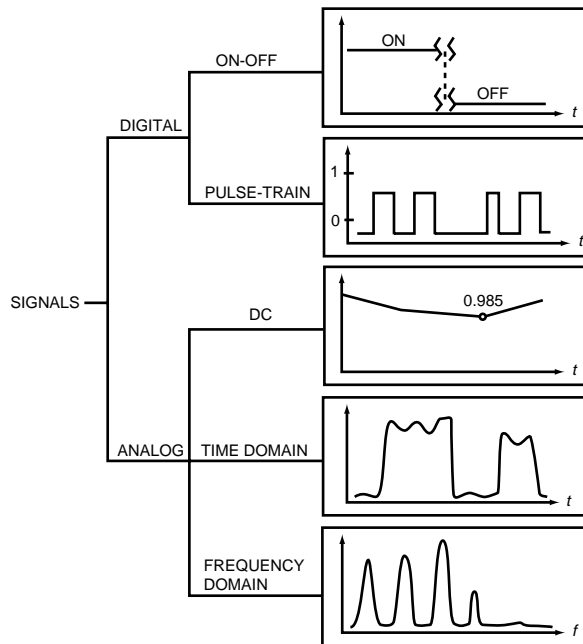 ON-OFF
ON
OFF
t
DIGITAL
PULSE-TRAIN
1
0
t
SIGNALS
DC
0.985
t
ANALOG
TIME DOMAIN
t
FREQUENCY
DOMAIN
f